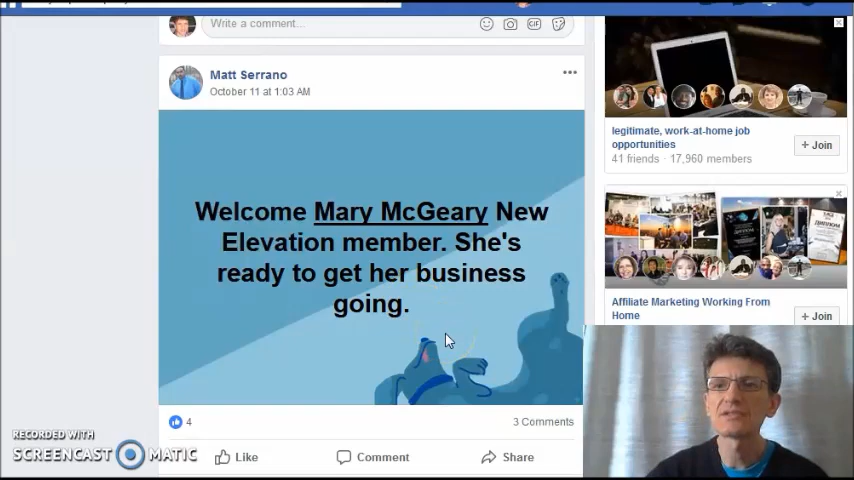 Write a comment...
GIF
Matt Serrano
October 11 at 1:03 AM
Welcome Mary McGeary New
Elevation member. She's
ready to get her business
going.
4
3 Comments
Like
Comment
Share
legitimate, work-at-home job
opportunities
41 friends · 17,960 members
+ Join
Affiliate Marketing Working From
Home
+ Join
RECORDED WITH
SCREENCAST MATIC